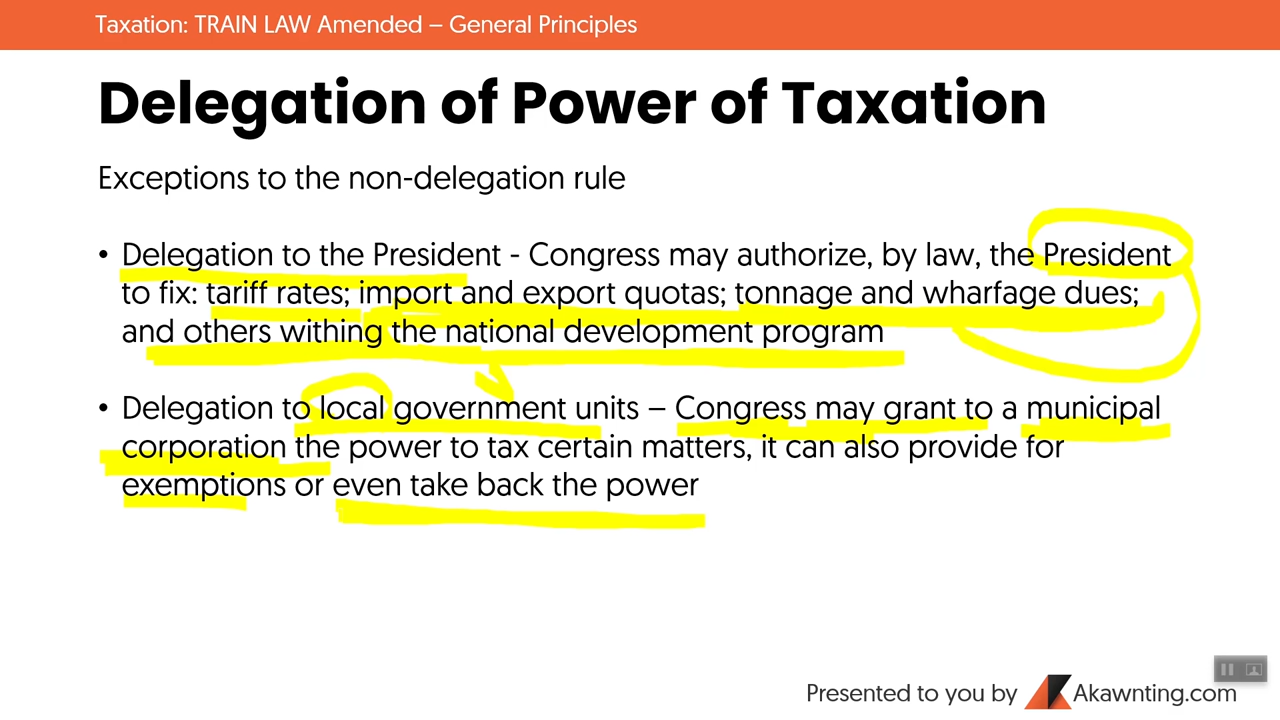 Taxation: TRAIN LAW Amended – General Principles
Delegation of Power of Taxation
Exceptions to the non-delegation rule
• Delegation to the President - Congress may authorize, by law, the President
to fix: tariff rates; import and export quotas; tonnage and wharfage dues;
and others withing the national development program
• Delegation to local government units – Congress may grant to a municipal
corporation the power to tax certain matters, it can also provide for
exemptions or even take back the power
Presented to you by Akawnting.com